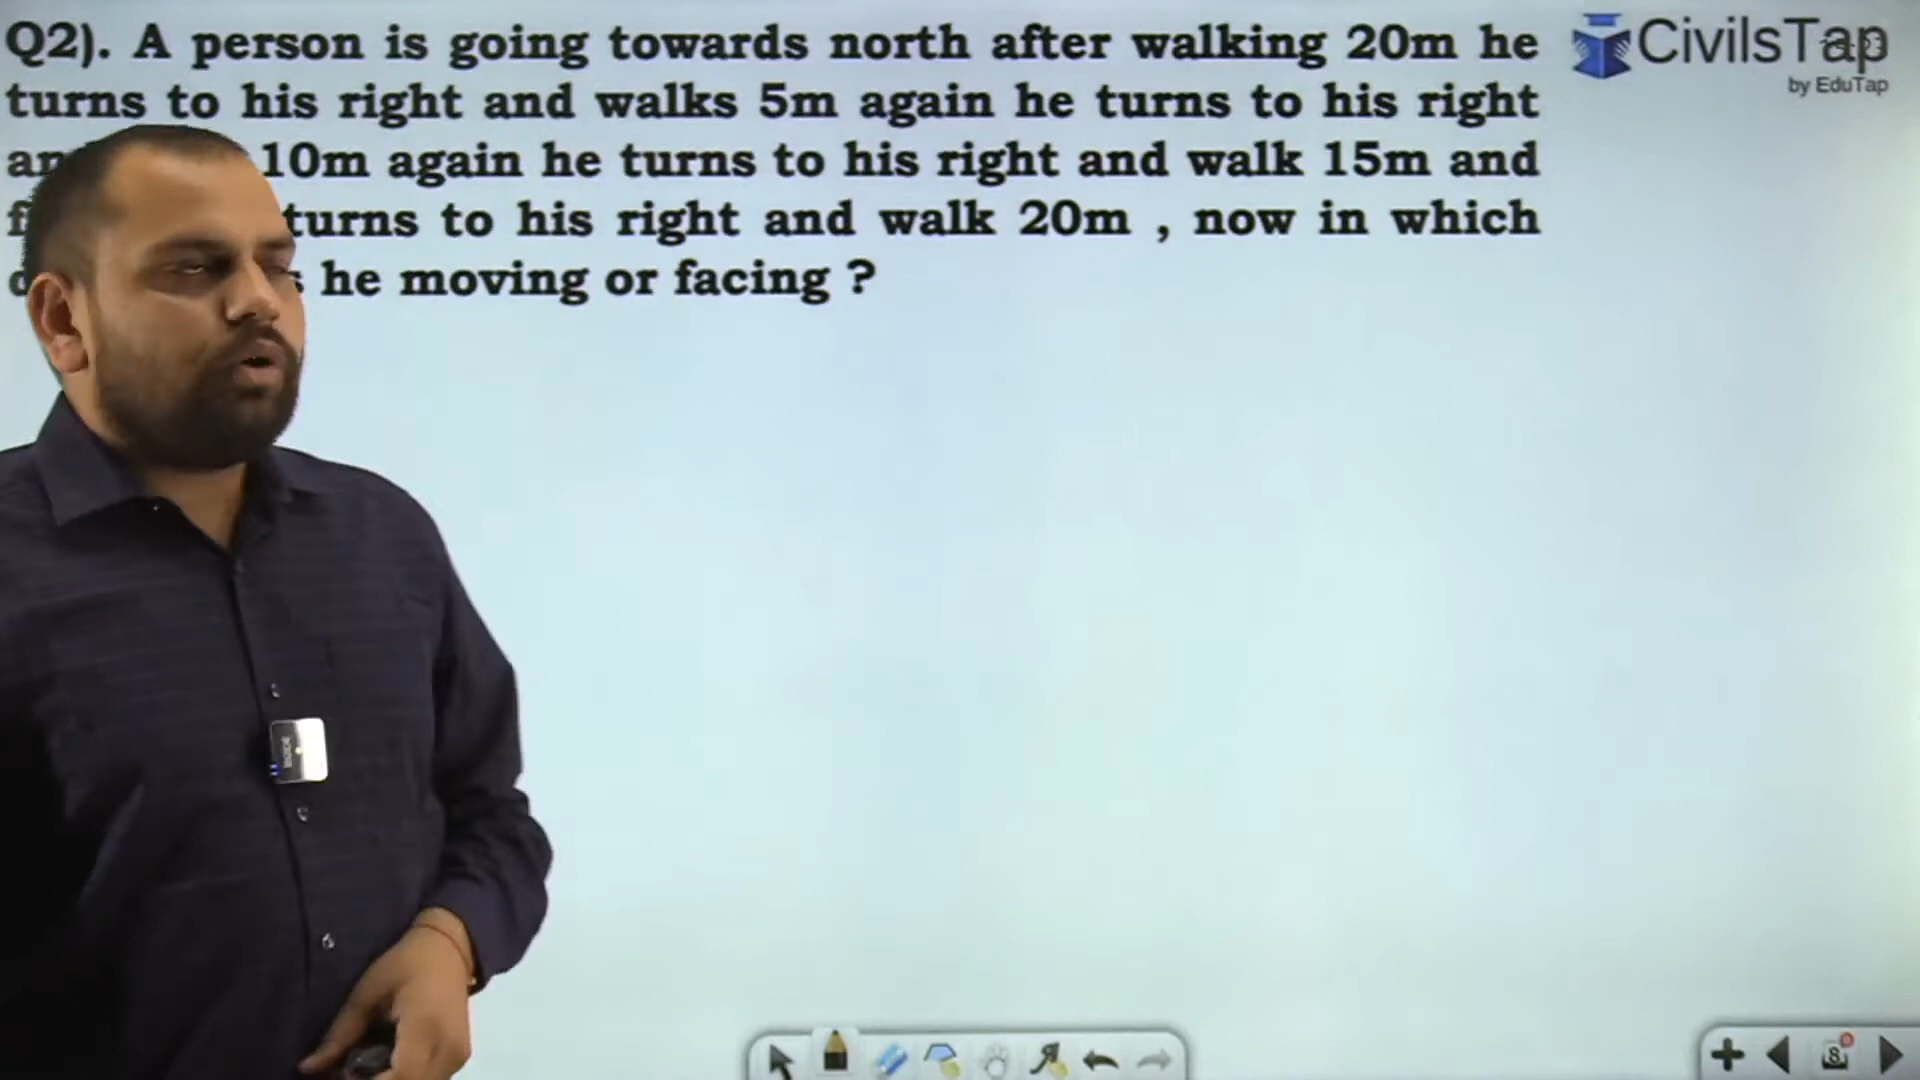 Q2). A person is going towards north after walking 20m he
turns to his right and walks 5m again he turns to his right
10m again he turns to his right and walk 15m and
turns to his right and walk 20m , now in which
he moving or facing ?
CivilsTap
by EduTap
8